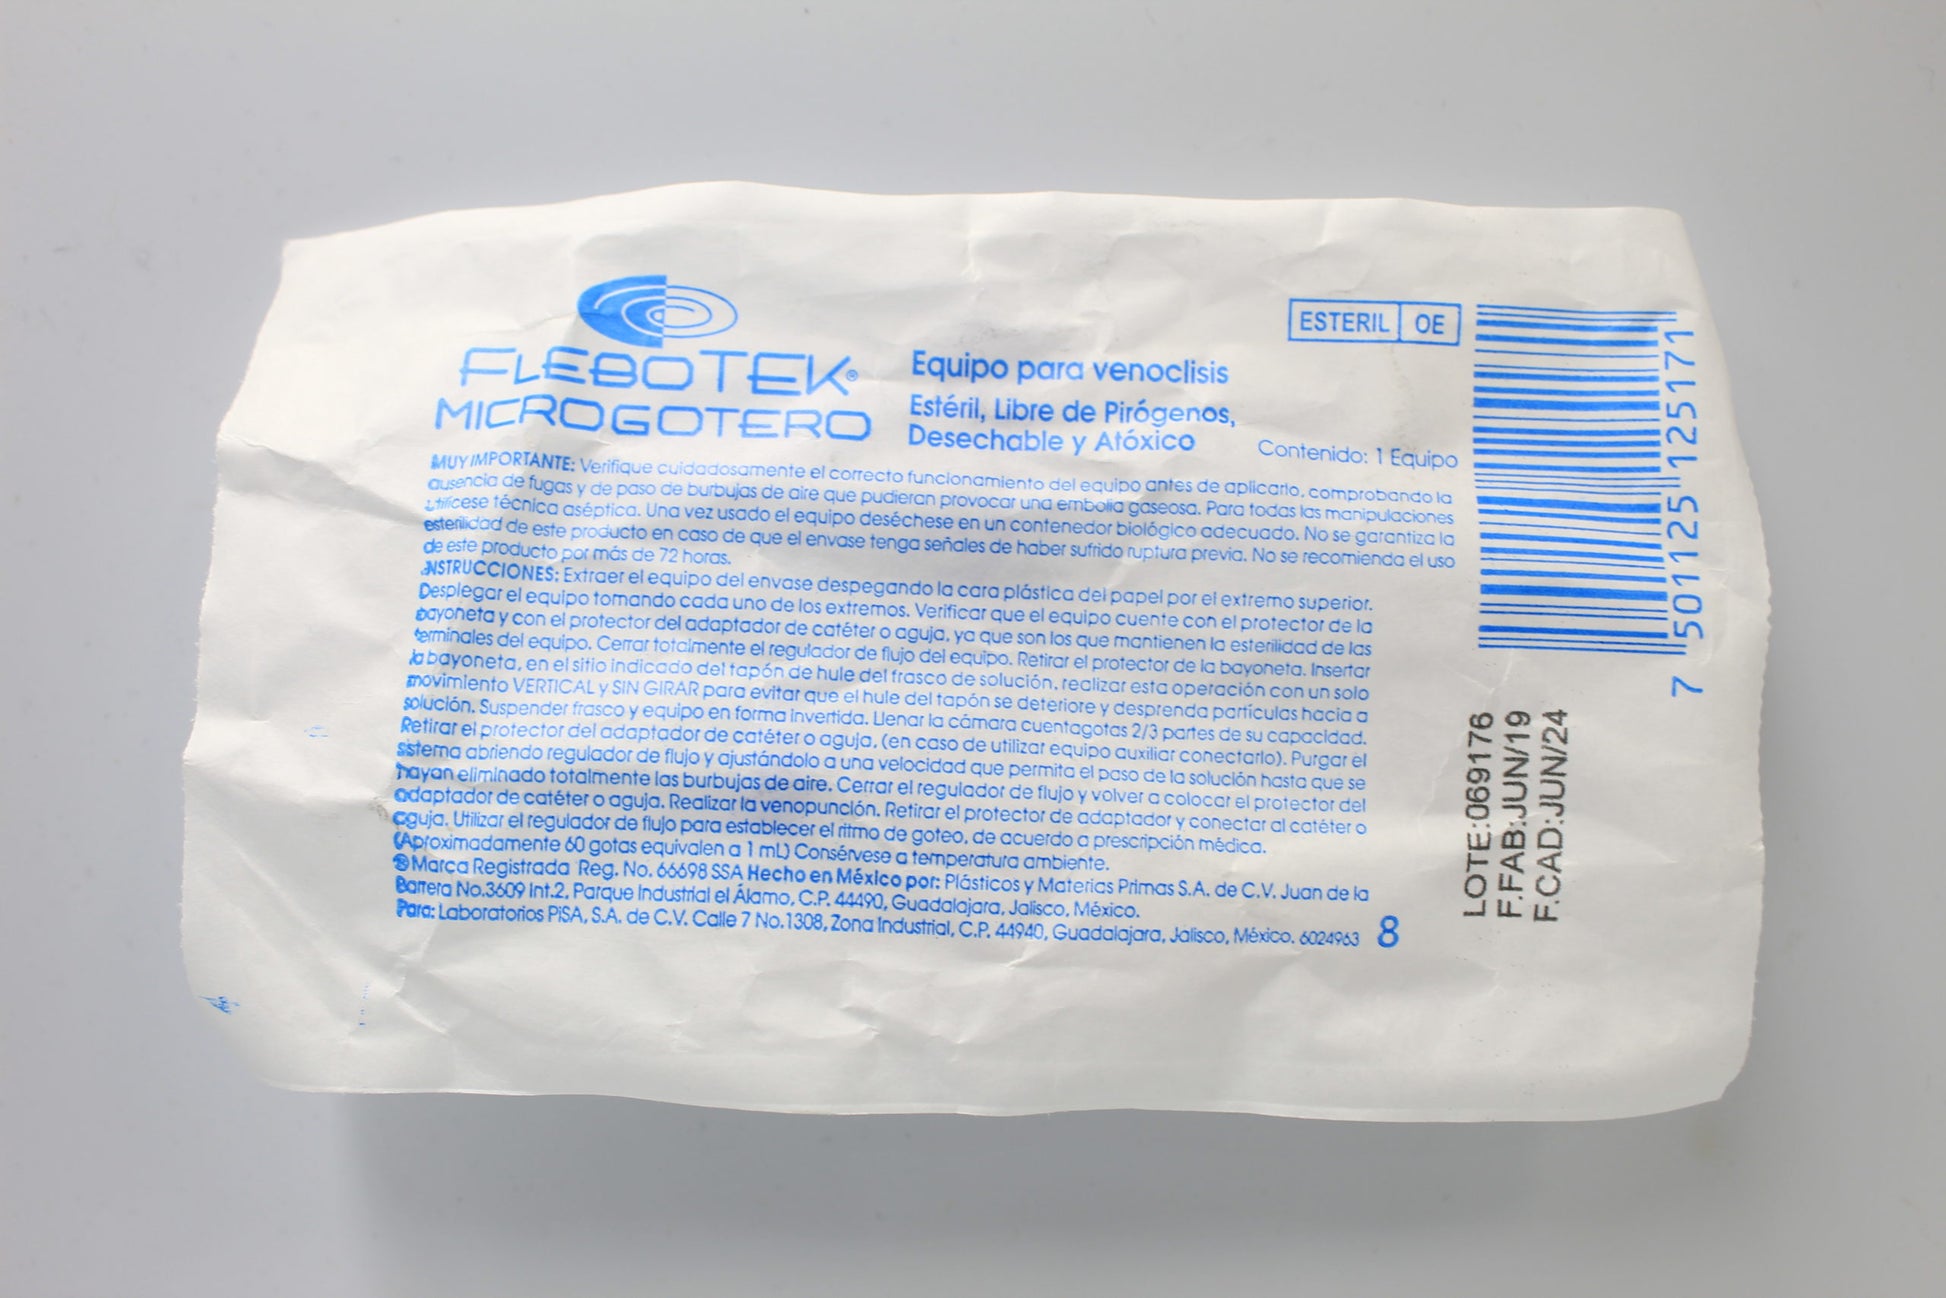 FLEBOTEK®
MICROGOTERO
Equipo para venoclisis
Estéril, Libre de Pirógenos,
Desechable y Atóxico
ESTERIL OE
Contenido: 1 Equipo
MUY IMPORTANTE: Verifique cuidadosamente el correcto funcionamiento del equipo antes de aplicarlo, comprobando la
ausencia de fugas y de paso de burbujas de aire que pudieran provocar una embolia gaseosa. Para todas las manipulaciones
utilícese técnica aséptica. Una vez usado el equipo deséchese en un contenedor biológico adecuado. No se garantiza la
esterilidad de este producto en caso de que el envase tenga señales de haber sufrido ruptura previa. No se recomienda el uso
de este producto por más de 72 horas.
INSTRUCCIONES: Extraer el equipo del envase despegando la cara plástica del papel por el extremo superior.
Desplegar el equipo tomando cada uno de los extremos. Verificar que el equipo cuente con el protector de la
bayoneta y con el protector del adaptador de catéter o aguja, ya que son los que mantienen la esterilidad de las
terminales del equipo. Cerrar totalmente el regulador de flujo del equipo. Retirar el protector de la bayoneta. Insertar
la bayoneta, en el sitio indicado del tapón de hule del frasco de solución, realizar esta operación con un solo
movimiento VERTICAL y SIN GIRAR para evitar que el hule del tapón se deteriore y desprenda partículas hacia a
solución. Suspender frasco y equipo en forma invertida. Llenar la cámara cuentagotas 2/3 partes de su capacidad.
Retirar el protector del adaptador de catéter o aguja, (en caso de utilizar equipo auxiliar conectarlo). Purgar el
sistema abriendo regulador de flujo y ajustándolo a una velocidad que permita el paso de la solución hasta que se
hayan eliminado totalmente las burbujas de aire. Cerrar el regulador de flujo y volver a colocar el protector del
adaptador de catéter o aguja. Realizar la venopunción. Retirar el protector de adaptador y conectar al catéter o
aguja. Utilizar el regulador de flujo para establecer el ritmo de goteo, de acuerdo a prescripción médica.
(Aproximadamente 60 gotas equivalen a 1 mL) Consérvese a temperatura ambiente.
®Marca Registrada Reg. No. 66698 SSA Hecho en México por: Plásticos y Materias Primas S.A. de C.V. Juan de la
Barrera No.3609 Int.2, Parque Industrial el Álamo, C.P. 44490, Guadalajara, Jalisco, México.
Para: Laboratorios PiSA, S.A. de C.V. Calle 7 No.1308, Zona Industrial, C.P. 44940, Guadalajara, Jalisco, México. 6024963 8
7 501125 125171
LOTE:069176
F.FAB:JUN/19
F.CAD:JUN/24